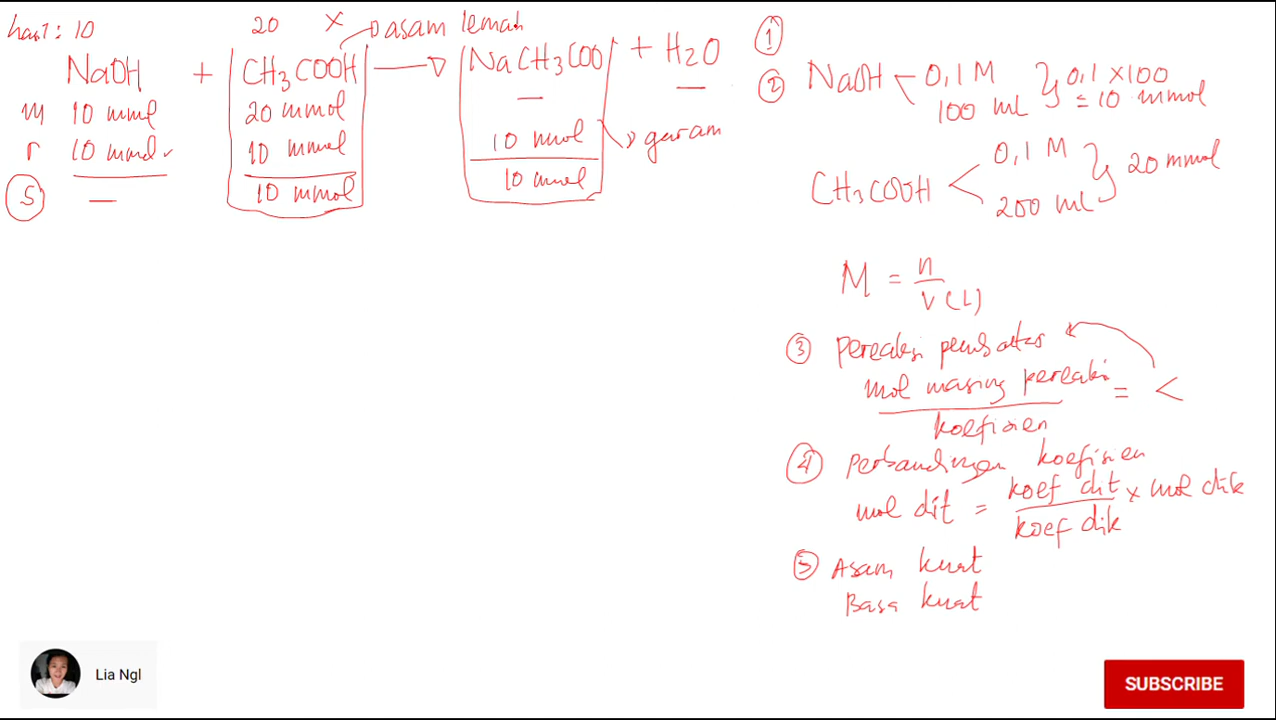 hasil : 10 20 x → asam lemah
NaOH + CH3COOH → NaCH3COO + H2O
m 10 mmol 20 mmol — —
r 10 mmol 10 mmol 10 mmol → garam
S — 10 mmol 10 mmol
①
② NaOH < 0,1 M } 0,1 x 100
100 ml = 10 mmol
CH3COOH < 0,1 M } 20 mmol
200 ml
M = n
V (L)
③ pereaksi pembatas
mol masing pereaksi = <
koefisien
④ perbandingan koefisien
mol dit = koef dit x mol dik
koef dik
⑤ Asam kuat
Basa kuat
Lia Ngl
SUBSCRIBE